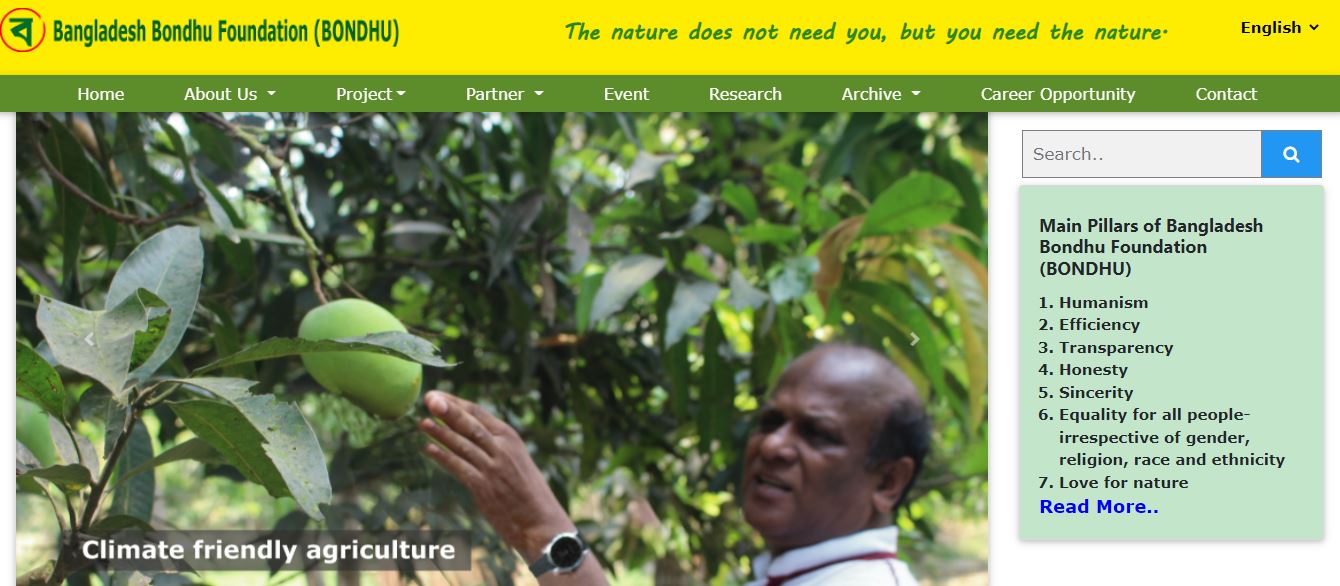 ব Bangladesh Bondhu Foundation (BONDHU)
The nature does not need you, but you need the nature.
English
Home About Us Project Partner Event Research Archive Career Opportunity Contact
Search..
Main Pillars of Bangladesh
Bondhu Foundation
(BONDHU)
1. Humanism
2. Efficiency
3. Transparency
4. Honesty
5. Sincerity
6. Equality for all people-
irrespective of gender,
religion, race and ethnicity
7. Love for nature
Read More..
Climate friendly agriculture